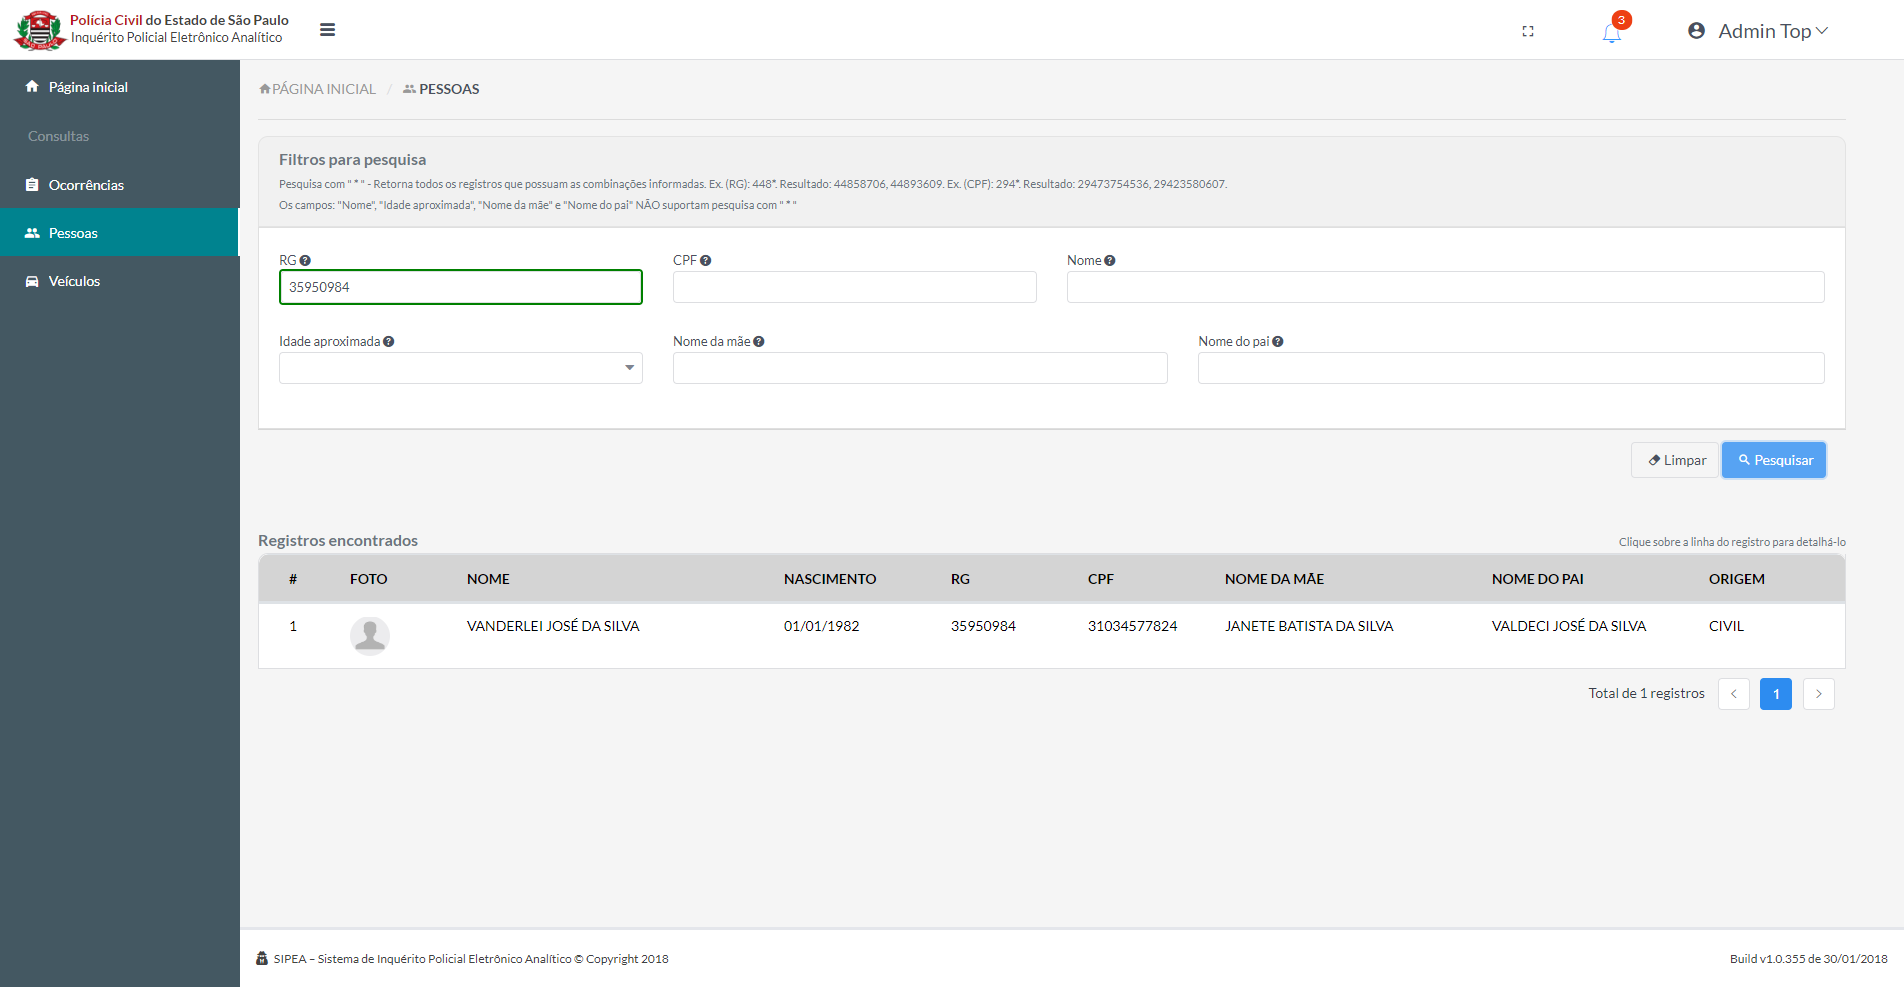 Polícia Civil do Estado de São Paulo
Inquérito Policial Eletrônico Analítico
3
Admin Top
Página inicial
Consultas
Ocorrências
Pessoas
Veículos
PÁGINA INICIAL / PESSOAS
Filtros para pesquisa
Pesquisa com " * " - Retorna todos os registros que possuam as combinações informadas. Ex. (RG): 448*. Resultado: 44858706, 44893609. Ex. (CPF): 294*. Resultado: 29473754536, 29423580607.
Os campos: "Nome", "Idade aproximada", "Nome da mãe" e "Nome do pai" NÃO suportam pesquisa com " * "
RG CPF Nome
35950984
Idade aproximada Nome da mãe Nome do pai
Limpar Pesquisar
Registros encontrados
Clique sobre a linha do registro para detalhá-lo
# FOTO NOME NASCIMENTO RG CPF NOME DA MÃE NOME DO PAI ORIGEM
1 VANDERLEI JOSÉ DA SILVA 01/01/1982 35950984 31034577824 JANETE BATISTA DA SILVA VALDECI JOSÉ DA SILVA CIVIL
Total de 1 registros < 1 >
SIPEA – Sistema de Inquérito Policial Eletrônico Analítico © Copyright 2018
Build v1.0.355 de 30/01/2018